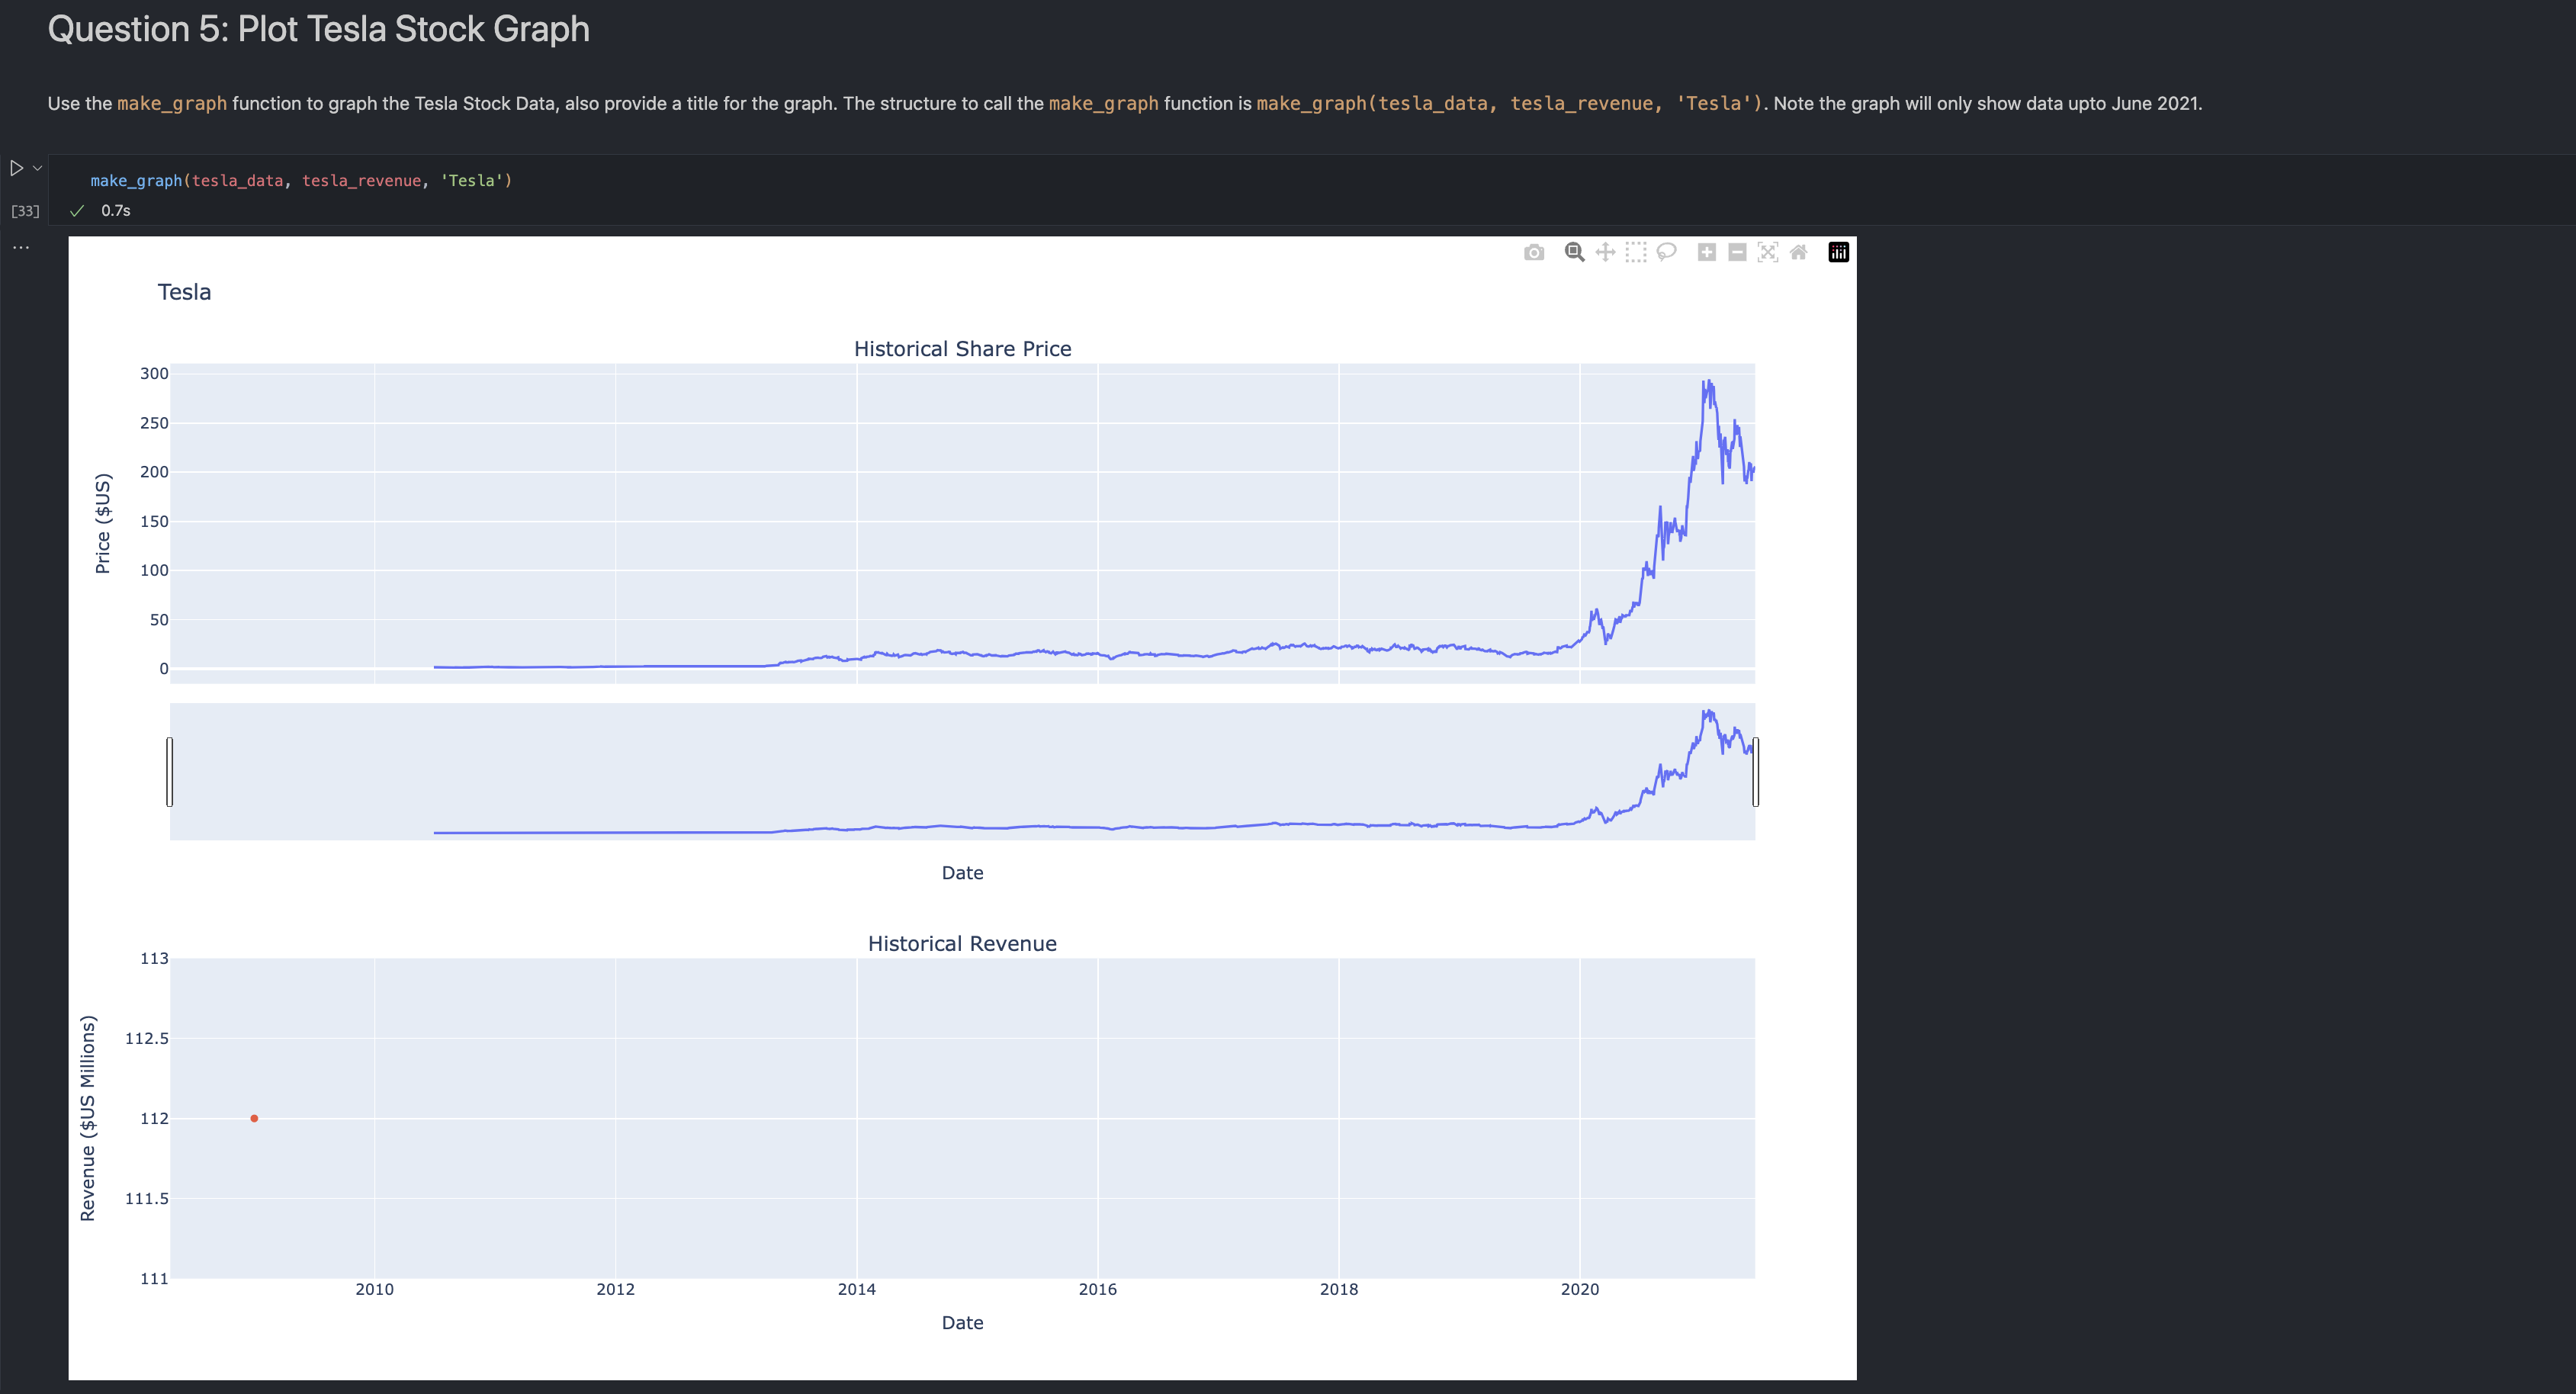 Question 5: Plot Tesla Stock Graph
Use the make_graph function to graph the Tesla Stock Data, also provide a title for the graph. The structure to call the make_graph function is make_graph(tesla_data, tesla_revenue, 'Tesla'). Note the graph will only show data upto June 2021.
make_graph(tesla_data, tesla_revenue, 'Tesla')
[33]
0.7s
...
Tesla
Historical Share Price
300
250
200
150
100
50
0
Price ($US)
Date
Historical Revenue
113
112.5
112
111.5
111
Revenue ($US Millions)
2010
2012
2014
2016
2018
2020
Date